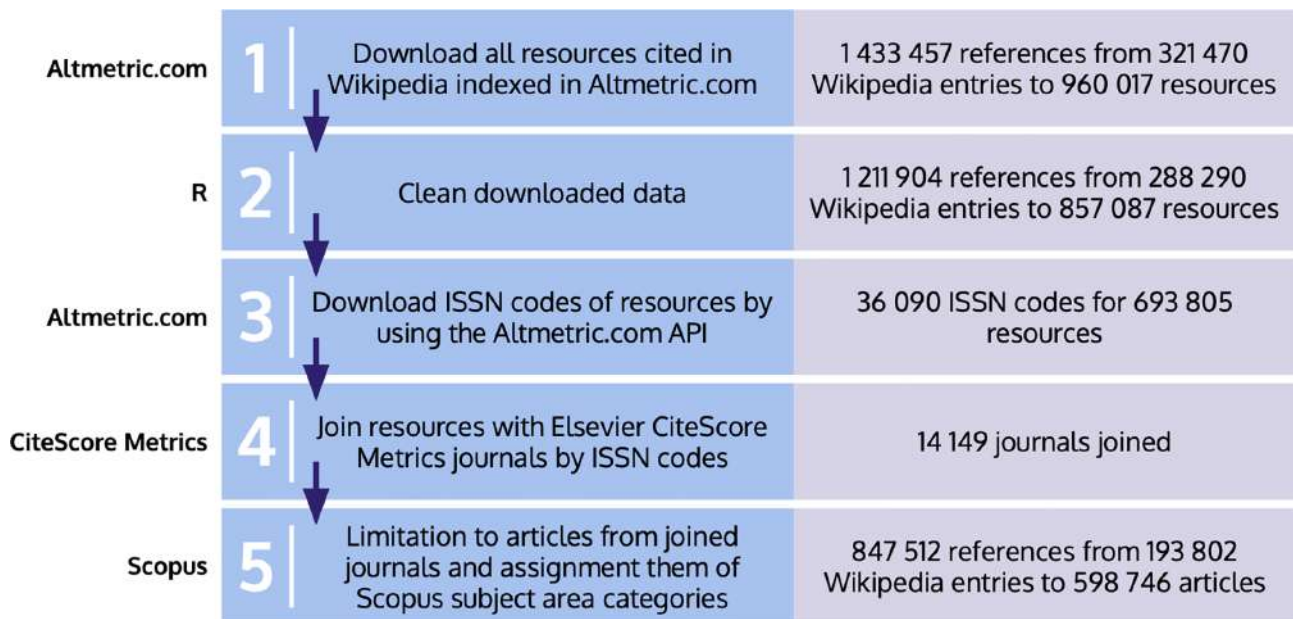 Altmetric.com
1
Download all resources cited in
Wikipedia indexed in Altmetric.com
1 433 457 references from 321 470
Wikipedia entries to 960 017 resources
R
2
Clean downloaded data
1 211 904 references from 288 290
Wikipedia entries to 857 087 resources
Altmetric.com
3
Download ISSN codes of resources by
using the Altmetric.com API
36 090 ISSN codes for 693 805
resources
CiteScore Metrics
4
Join resources with Elsevier CiteScore
Metrics journals by ISSN codes
14 149 journals joined
Scopus
5
Limitation to articles from joined
journals and assignment them of
Scopus subject area categories
847 512 references from 193 802
Wikipedia entries to 598 746 articles